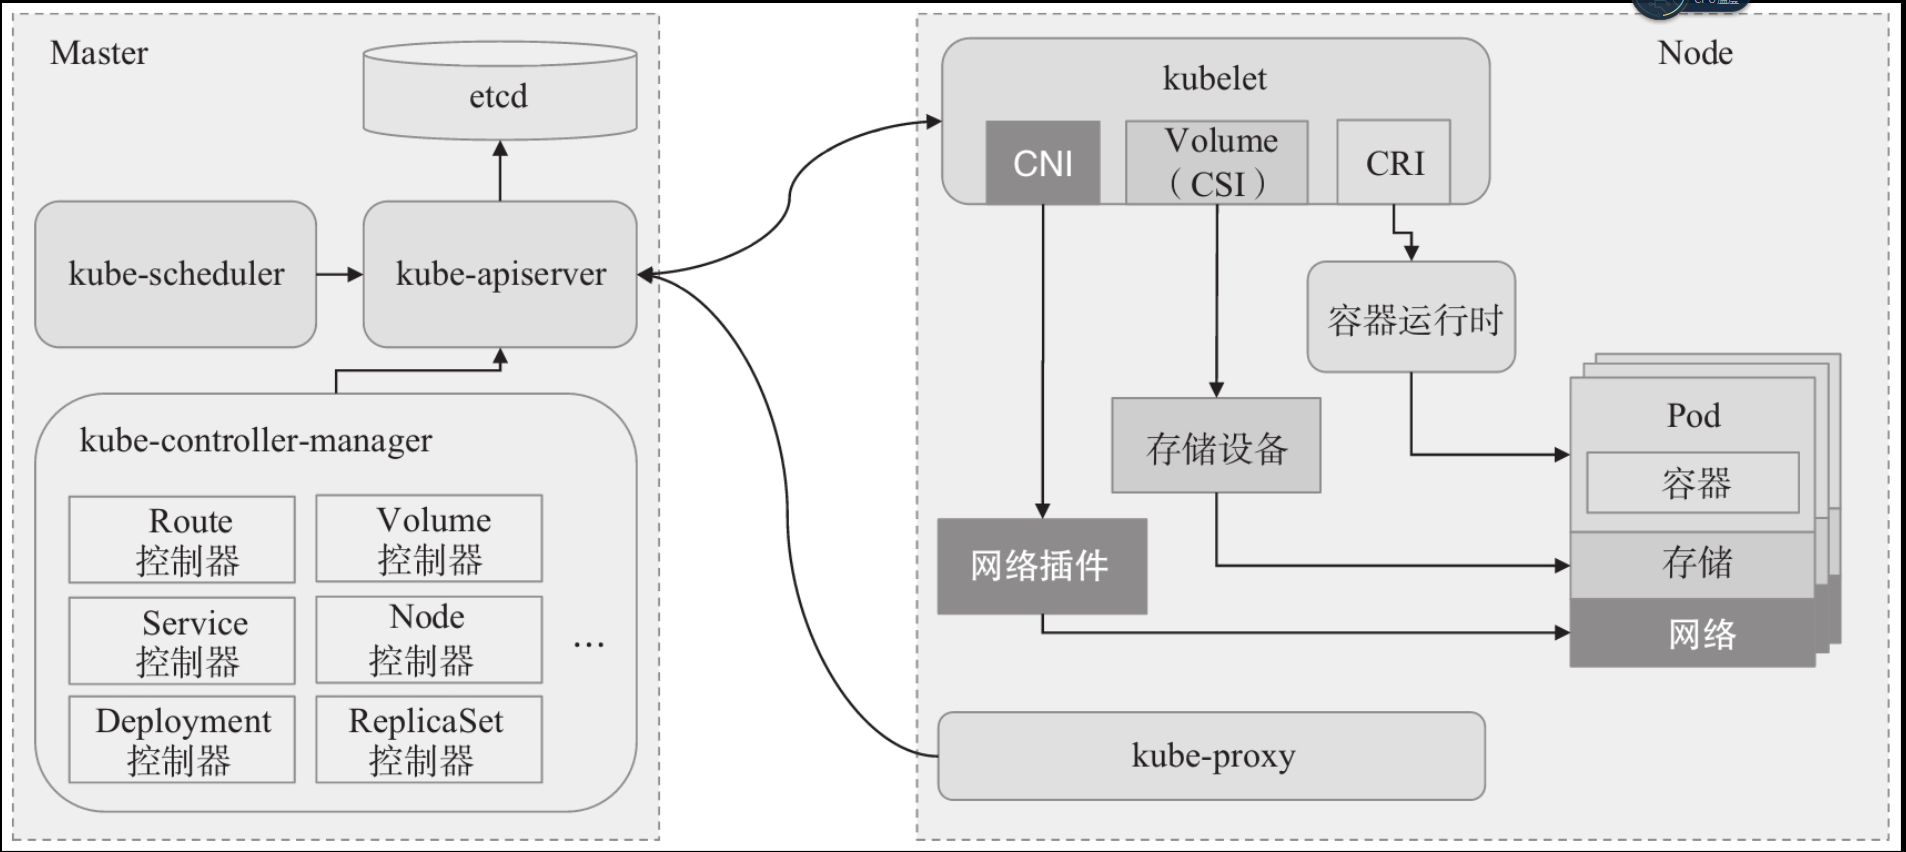 Master
etcd
kube-scheduler
kube-apiserver
kube-controller-manager
Route
控制器
Volume
控制器
Service
控制器
Node
控制器
...
Deployment
控制器
ReplicaSet
控制器
Node
kubelet
CNI
Volume
（CSI）
CRI
容器运行时
存储设备
网络插件
Pod
容器
存储
网络
kube-proxy